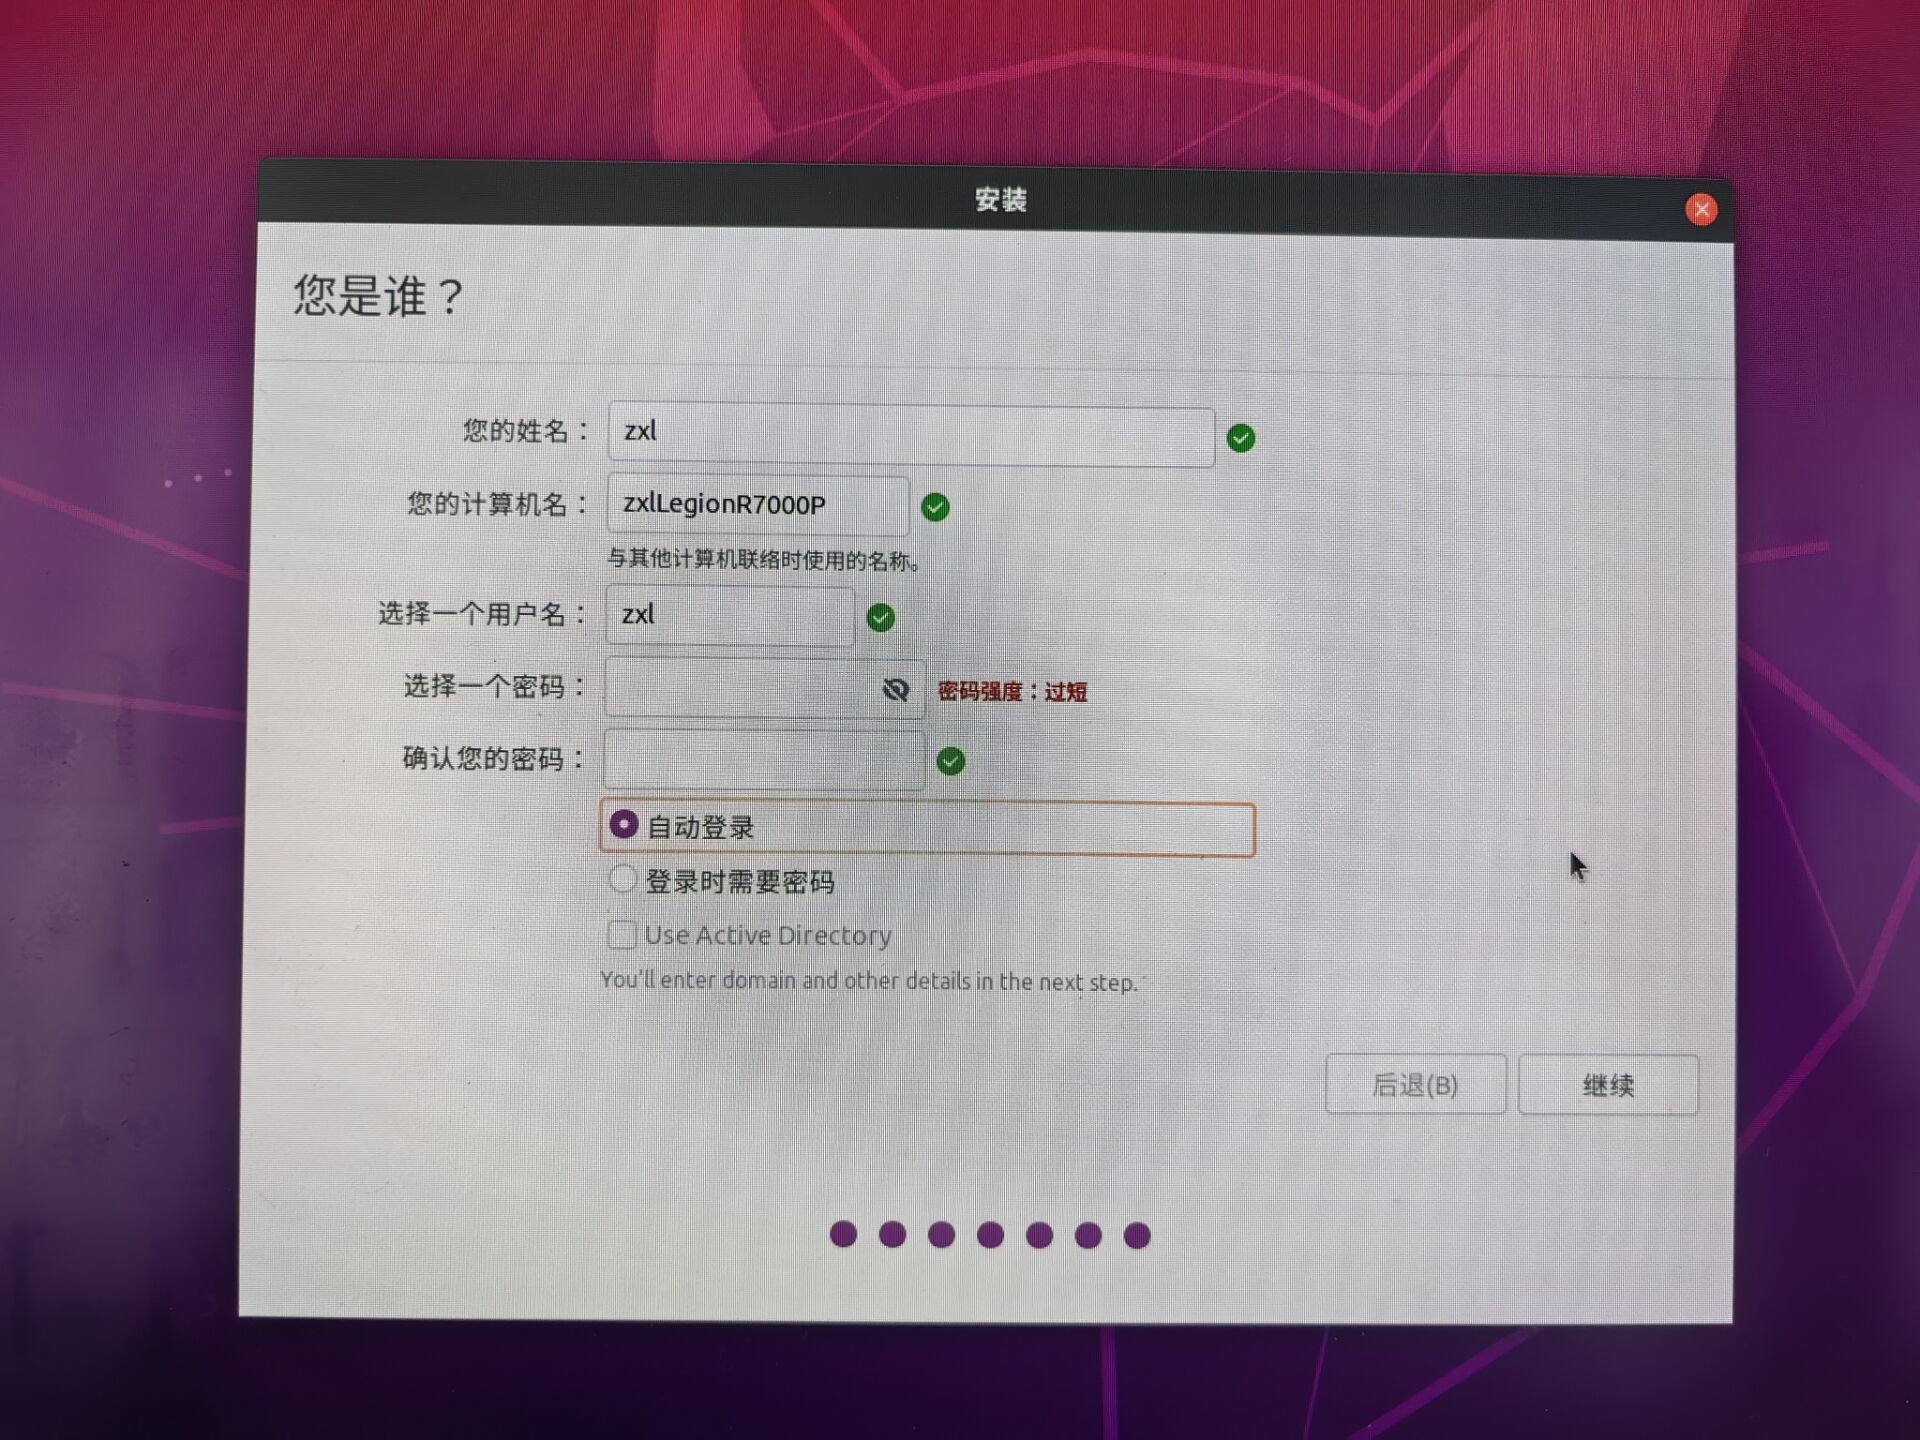 安装
您是谁？
您的姓名： zxl
您的计算机名： zxlLegionR7000P
与其他计算机联络时使用的名称。
选择一个用户名： zxl
选择一个密码： 密码强度：过短
确认您的密码：
自动登录
登录时需要密码
Use Active Directory
You'll enter domain and other details in the next step.
后退(B) 继续